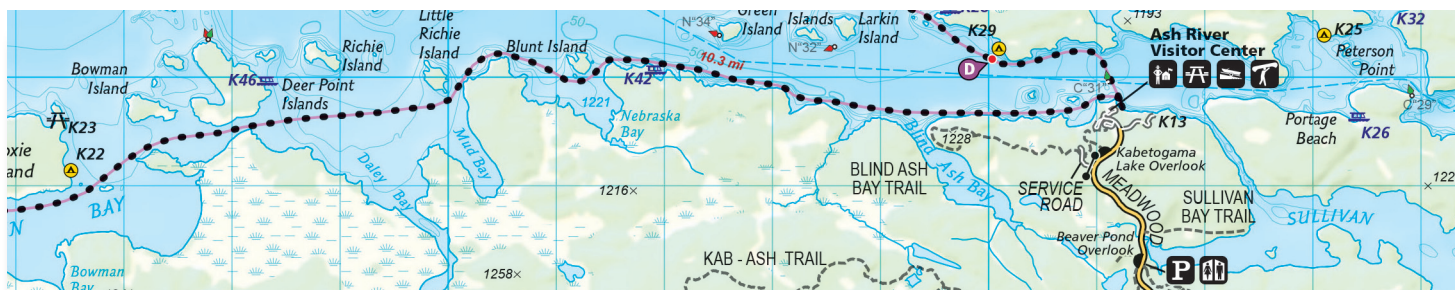 N°34"
Green
Island
Islands
Larkin
Island
N°32"
1193
K29
K25
K32
Little
Richie
Island
Richie
Island
Blunt Island
50
10.3 mi
D
Ash River
Visitor Center
Peterson
Point
Bowman
Island
K46
Deer Point
Islands
K42
C°31"
C°29"
1221
Nebraska
Bay
K13
Portage
Beach
K26
K23
K22
Mud Bay
Daley
Bay
1228
Blind Ash Bay
Kabetogama
Lake Overlook
BLIND ASH
BAY TRAIL
SERVICE
ROAD
MEADWOOD
SULLIVAN
BAY TRAIL
SULLIVAN
1216
BAY
Beaver Pond
Overlook
KAB - ASH TRAIL
P
1258
Bowman
Bay